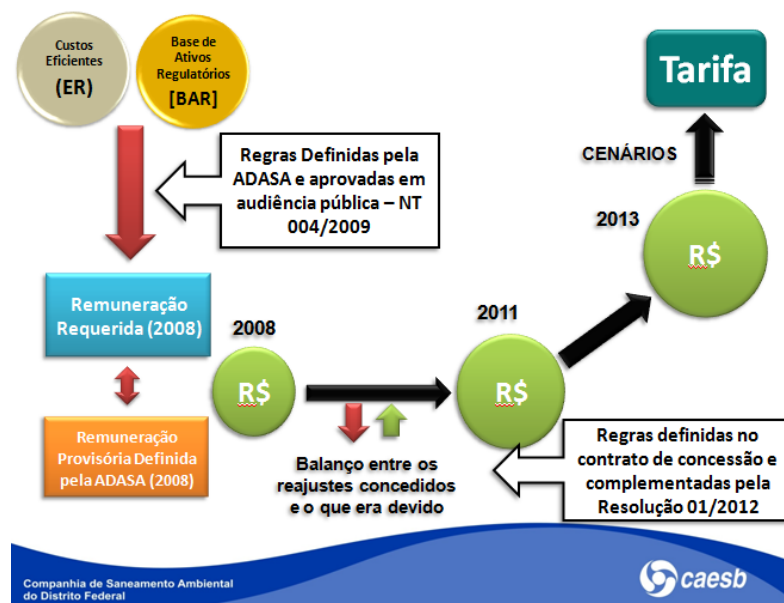 Custos
Eficientes
(ER)
Base de
Ativos
Regulatórios
[BAR]
Tarifa
Regras Definidas pela
ADASA e aprovadas em
audiência pública – NT
004/2009
CENÁRIOS
2013
R$
Remuneração
Requerida (2008)
2008
R$
2011
R$
Remuneração
Provisória Definida
pela ADASA (2008)
Balanço entre os
reajustes concedidos
e o que era devido
Regras definidas no
contrato de concessão e
complementadas pela
Resolução 01/2012
Companhia de Saneamento Ambiental
do Distrito Federal
caesb